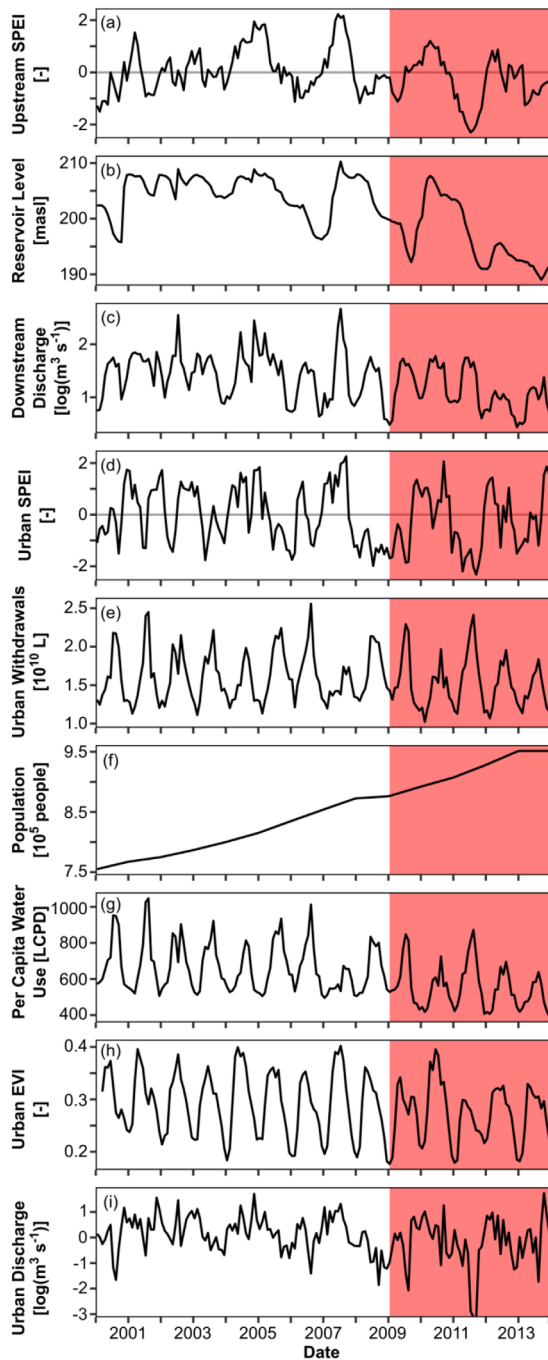 (a)
Upstream SPEI
[-]
2
0
-2
(b)
Reservoir Level
[masl]
210
200
190
(c)
Downstream
Discharge
[log(m³ s⁻¹)]
2
1
(d)
Urban SPEI
[-]
2
0
-2
(e)
Urban Withdrawals
[10¹⁰ L]
2.5
2.0
1.5
1.0
(f)
Population
[10⁵ people]
9.5
8.5
7.5
(g)
Per Capita Water
Use [LCPD]
1000
800
600
400
(h)
Urban EVI
[-]
0.4
0.3
0.2
(i)
Urban Discharge
[log(m³ s⁻¹)]
1
0
-1
-2
-3
2001 2003 2005 2007 2009 2011 2013
Date